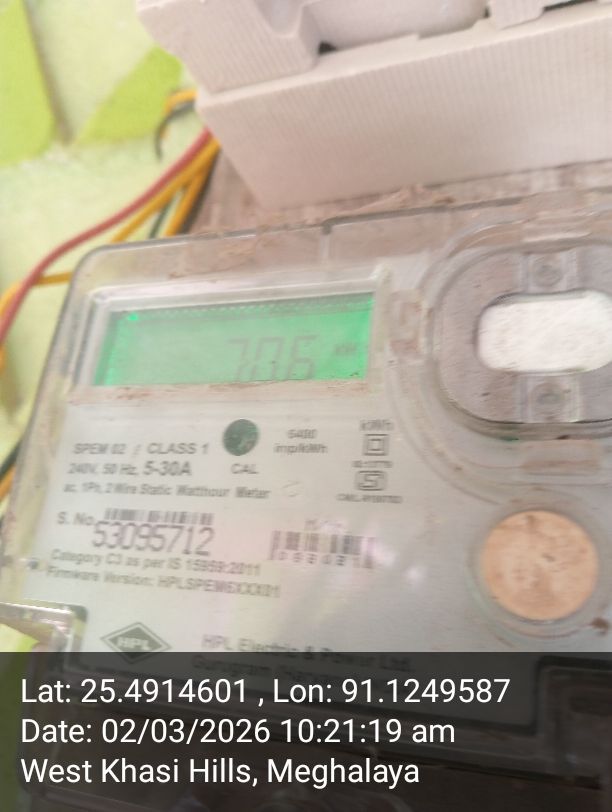 70.6
SPEM 02 // CLASS 1
240V, 50 Hz, 5-30A
ac, 1Ph, 2 Wire Static Watthour Meter
CAL
6400
imp/kWh
kWh
S. No.
53095712
Category C3 as per IS 15959:2011
Firmware Version: HPLSPEM6XXX01
HPL
HPL Electric & Power Ltd.
Lat: 25.4914601 , Lon: 91.1249587
Date: 02/03/2026 10:21:19 am
West Khasi Hills, Meghalaya